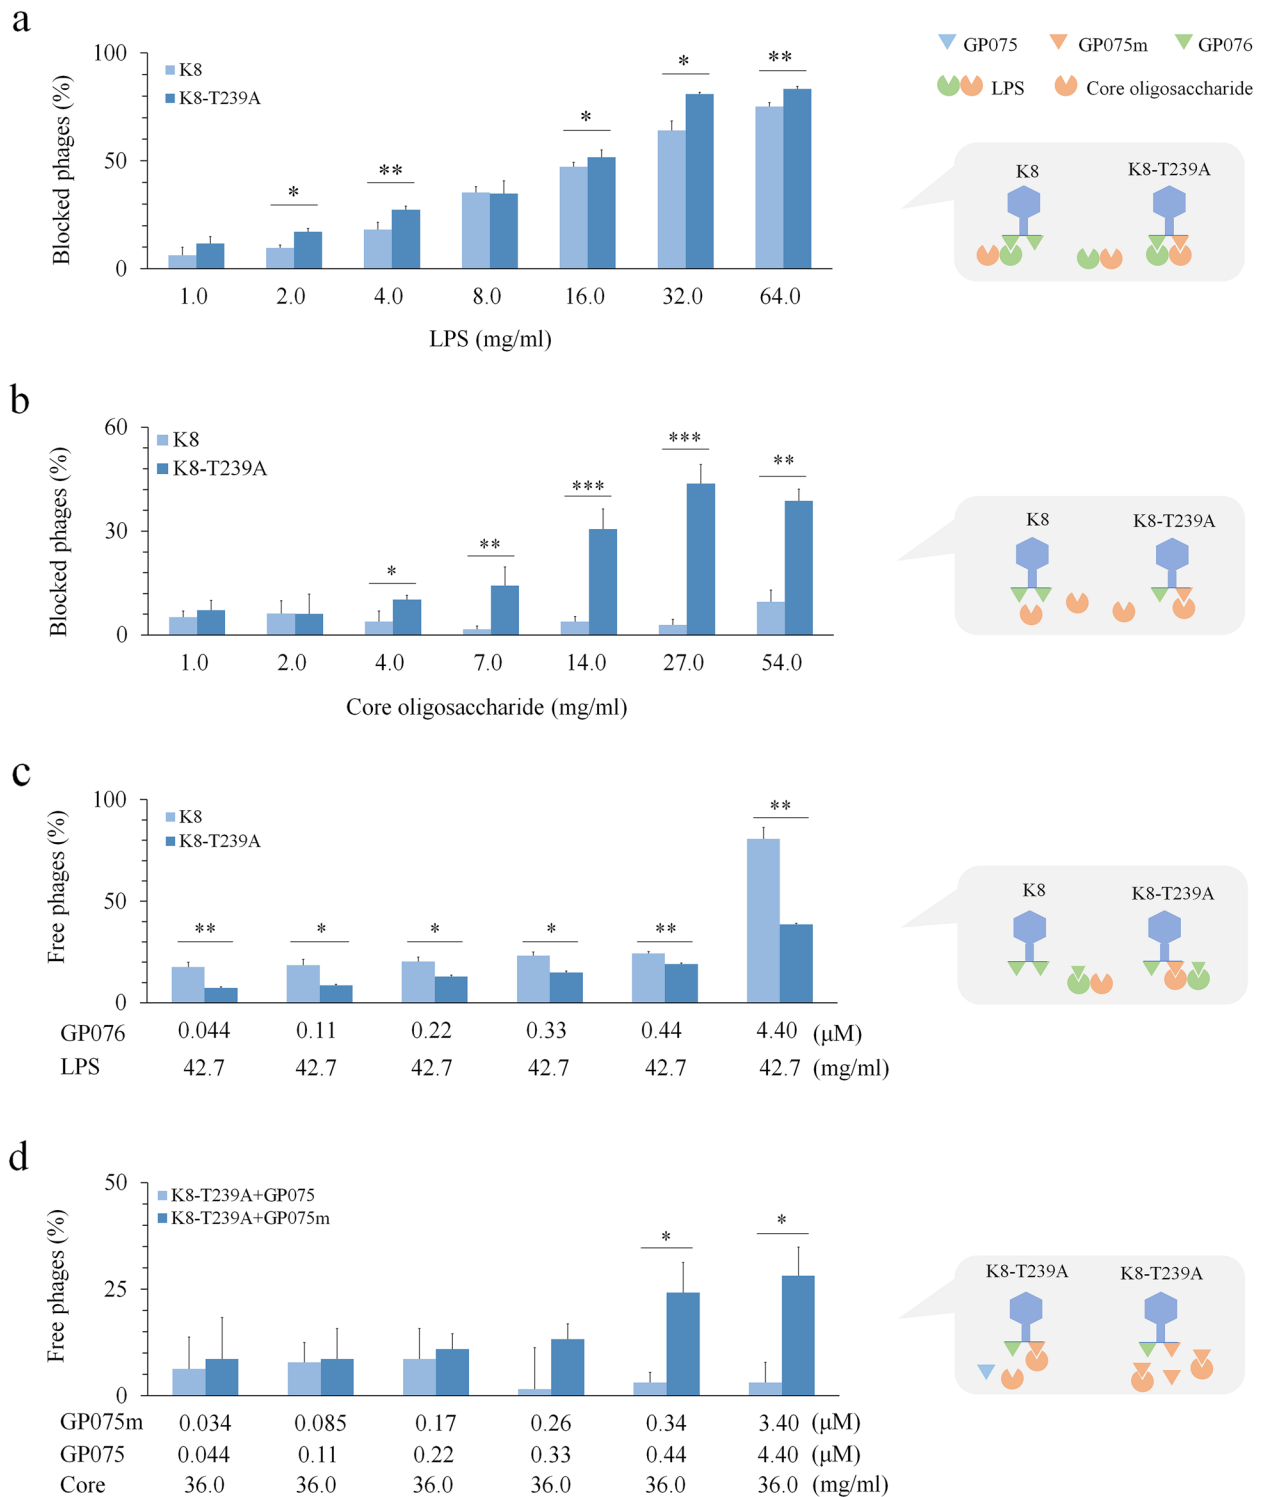 a
100
50
0
Blocked phages (%)
K8
K8-T239A
*
**
*
*
**
1.0 2.0 4.0 8.0 16.0 32.0 64.0
LPS (mg/ml)
GP075 GP075m GP076
LPS Core oligosaccharide
K8 K8-T239A
b
60
30
0
Blocked phages (%)
K8
K8-T239A
*
**
***
***
**
1.0 2.0 4.0 7.0 14.0 27.0 54.0
Core oligosaccharide (mg/ml)
K8 K8-T239A
c
100
50
0
Free phages (%)
K8
K8-T239A
** * * * ** **
GP076 0.044 0.11 0.22 0.33 0.44 4.40 (μM)
LPS 42.7 42.7 42.7 42.7 42.7 42.7 (mg/ml)
K8 K8-T239A
d
50
25
0
Free phages (%)
K8-T239A+GP075
K8-T239A+GP075m
* *
GP075m 0.034 0.085 0.17 0.26 0.34 3.40 (μM)
GP075 0.044 0.11 0.22 0.33 0.44 4.40 (μM)
Core 36.0 36.0 36.0 36.0 36.0 36.0 (mg/ml)
K8-T239A K8-T239A